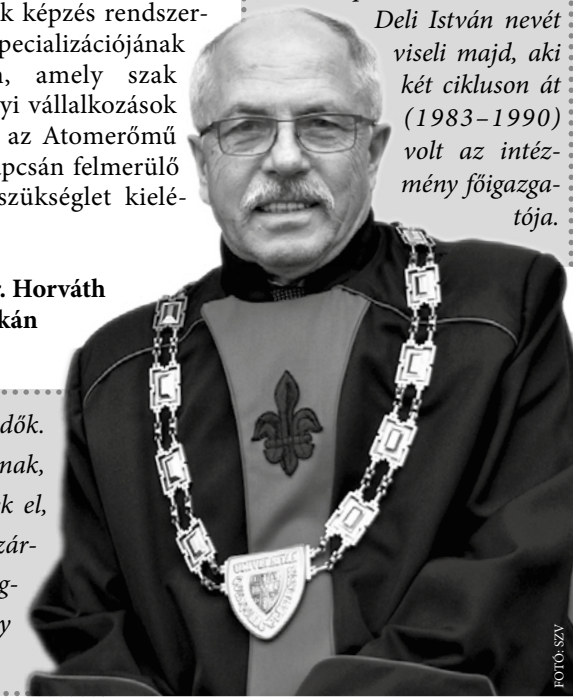 k képzés rendszer-
pecializációjának
amely szak
yi vállalkozások
az Atomerőmű
pcsán felmerülő
szükséglet kielé-
Deli István nevét
viseli majd, aki
két cikluson át
(1983–1990)
volt az intéz-
mény főigazga-
tója.
. Horváth
kán
dők.
nak,
k el,
zár-
g-
y
FOTÓ: SZV